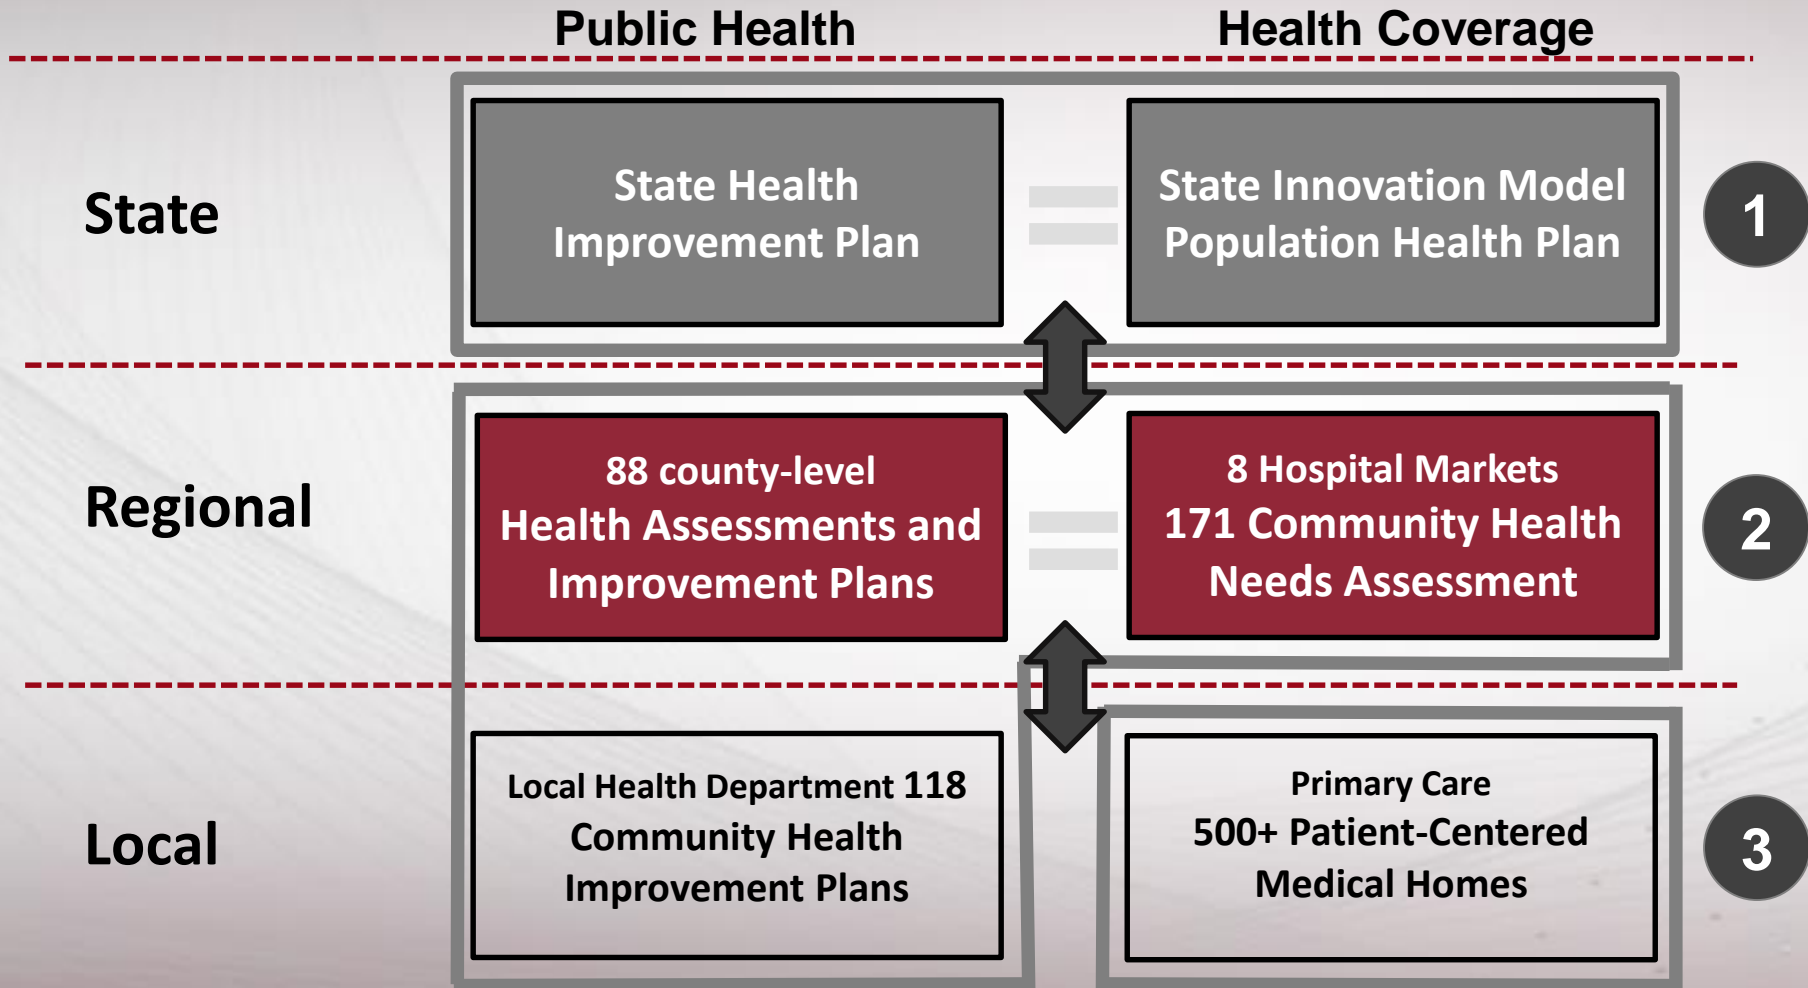 Public Health
Health Coverage
State
State Health
Improvement Plan
State Innovation Model
Population Health Plan
1
Regional
88 county-level
Health Assessments and
Improvement Plans
8 Hospital Markets
171 Community Health
Needs Assessment
2
Local
Local Health Department 118
Community Health
Improvement Plans
Primary Care
500+ Patient-Centered
Medical Homes
3